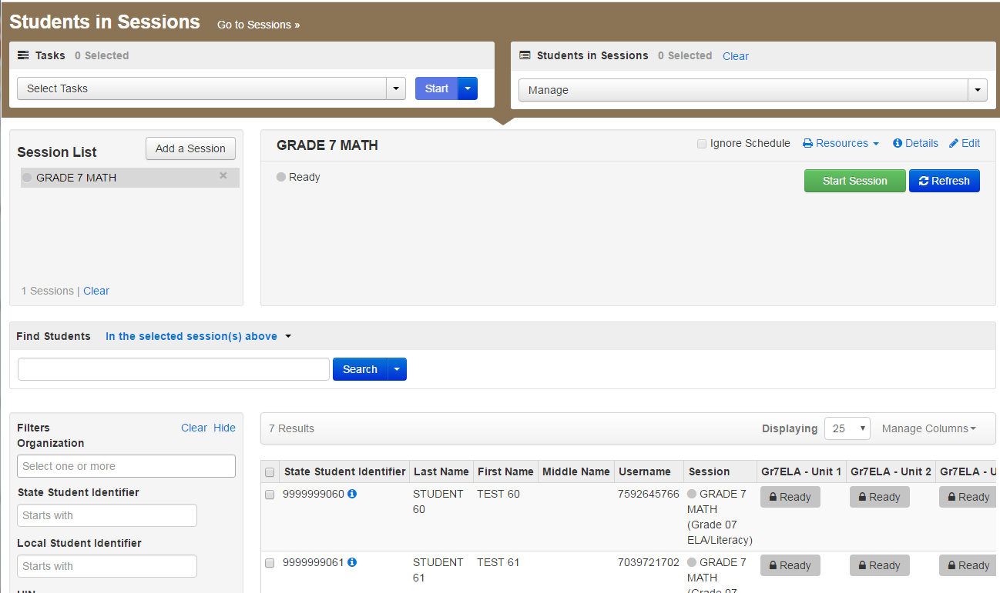 Students in Sessions Go to Sessions »
Tasks 0 Selected
Select Tasks Start
Students in Sessions 0 Selected Clear
Manage
Session List Add a Session
GRADE 7 MATH ×
1 Sessions | Clear
GRADE 7 MATH Ignore Schedule Resources Details Edit
Ready Start Session Refresh
Find Students In the selected session(s) above
Search
Filters Clear Hide
Organization
Select one or more
State Student Identifier
Starts with
Local Student Identifier
Starts with
7 Results Displaying 25 Manage Columns
State Student Identifier Last Name First Name Middle Name Username Session Gr7ELA - Unit 1 Gr7ELA - Unit 2 Gr7ELA - U
9999999060 STUDENT TEST 60 7592645766 GRADE 7 Ready Ready Ready
60 MATH
(Grade 07
ELA/Literacy)
9999999061 STUDENT TEST 61 7039721702 GRADE 7 Ready Ready Ready
61 MATH
(Grade 07